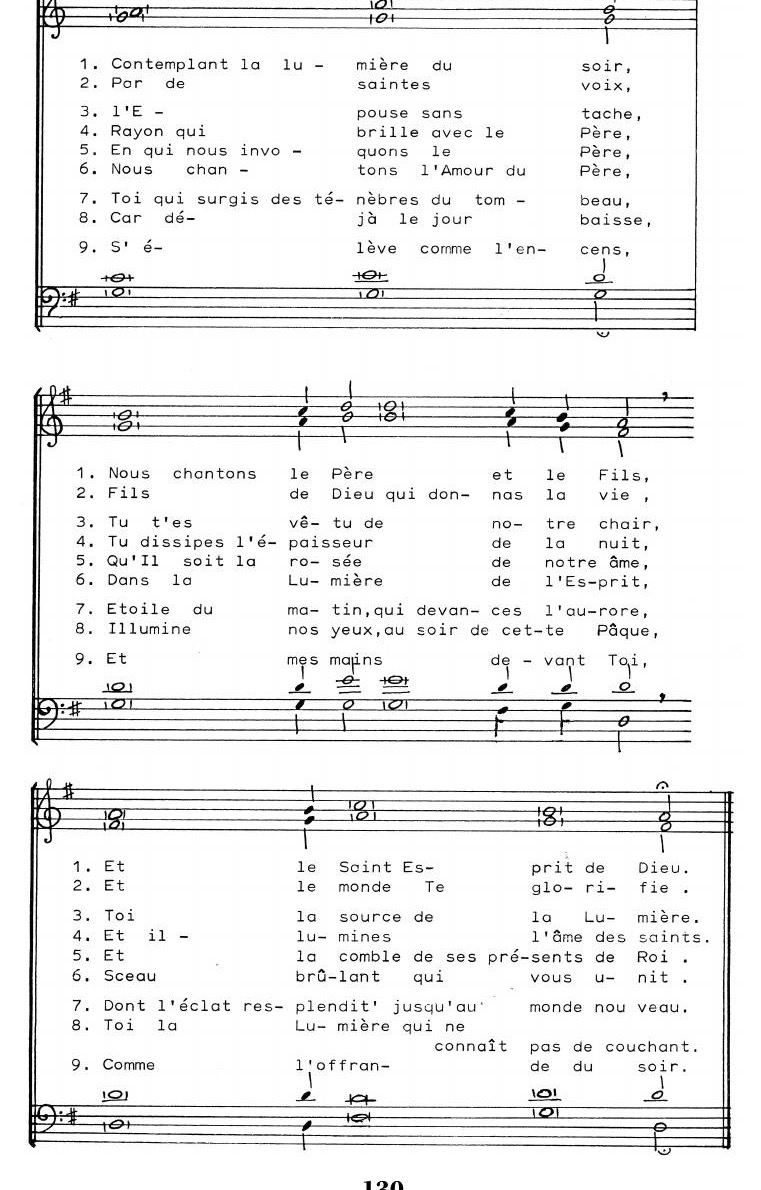 1. Contemplant la lu - mière du soir,
2. Par de saintes voix,
3. l'E - pouse sans tache,
4. Rayon qui brille avec le Père,
5. En qui nous invo - quons le Père,
6. Nous chan - tons l'Amour du Père,
7. Toi qui surgis des té- nèbres du tom - beau,
8. Car dé- jà le jour baisse,
9. S' é- lève comme l'en- cens,
1. Nous chantons le Père et le Fils,
2. Fils de Dieu qui don- nas la vie ,
3. Tu t'es vê- tu de no- tre chair,
4. Tu dissipes l'é- paisseur de la nuit,
5. Qu'Il soit la ro- sée de notre âme,
6. Dans la Lu- mière de l'Es-prit,
7. Etoile du ma- tin,qui devan- ces l'au-rore,
8. Illumine nos yeux,au soir de cet-te Pâque,
9. Et mes mains de - vant Toi,
1. Et le Saint Es- prit de Dieu.
2. Et le monde Te glo- ri- fie .
3. Toi la source de la Lu- mière.
4. Et il - lu- mines l'âme des saints.
5. Et la comble de ses pré-sents de Roi .
6. Sceau brû-lant qui vous u- nit .
7. Dont l'éclat res- plendit' jusqu'au monde nou veau.
8. Toi la Lu- mière qui ne
connaît pas de couchant.
9. Comme l'offran- de du soir.
130